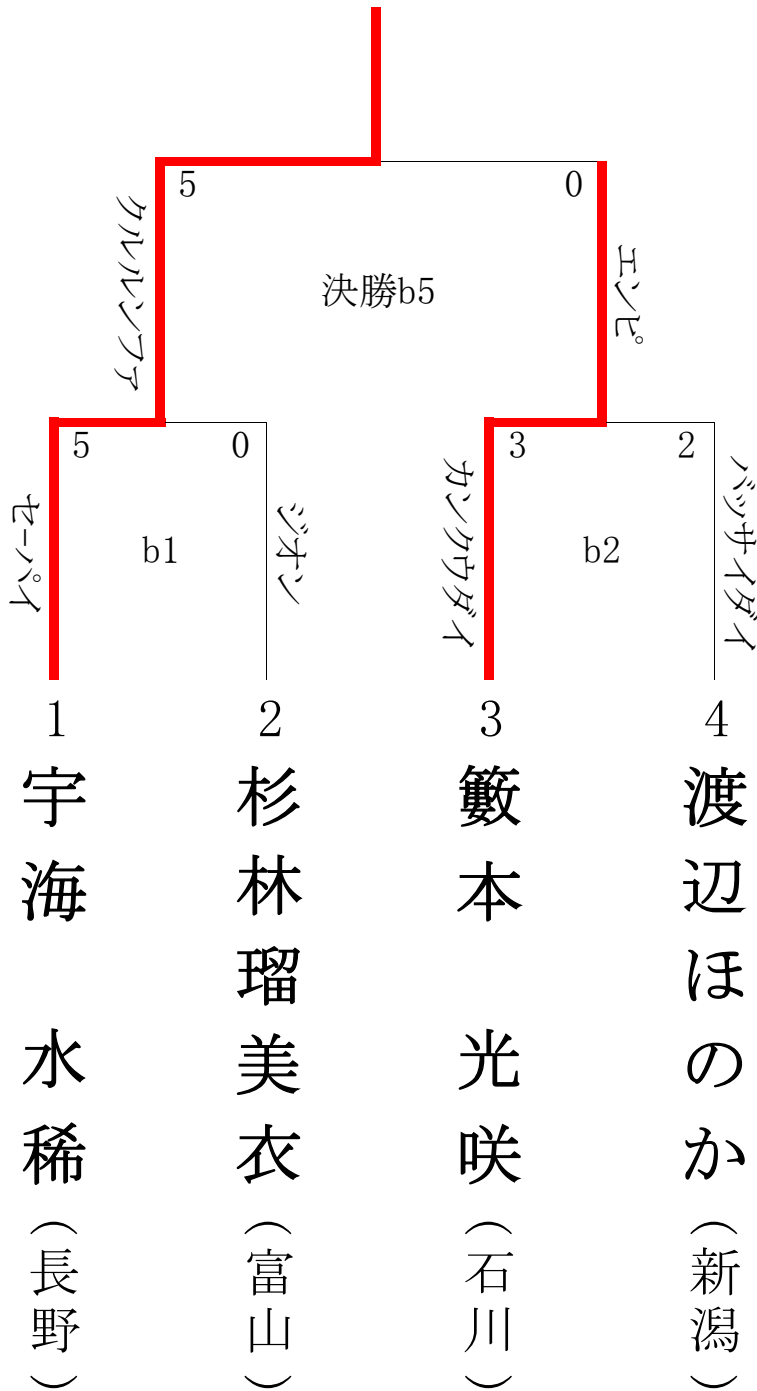 5
0
クルルンファ
決勝b5
エンピ
5
0
3
2
セーパイ
b1
ジオン
カンクウダイ
b2
バッサイダイ
1
2
3
4
宇海 水稀（長野）
杉林瑠美衣（富山）
籔本 光咲（石川）
渡辺ほのか（新潟）